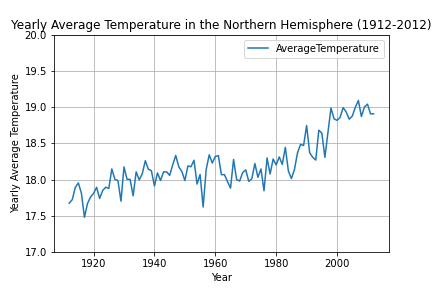 Yearly Average Temperature in the Northern Hemisphere (1912-2012)
AverageTemperature
Yearly Average Temperature
20.0
19.5
19.0
18.5
18.0
17.5
17.0
1920 1940 1960 1980 2000
Year